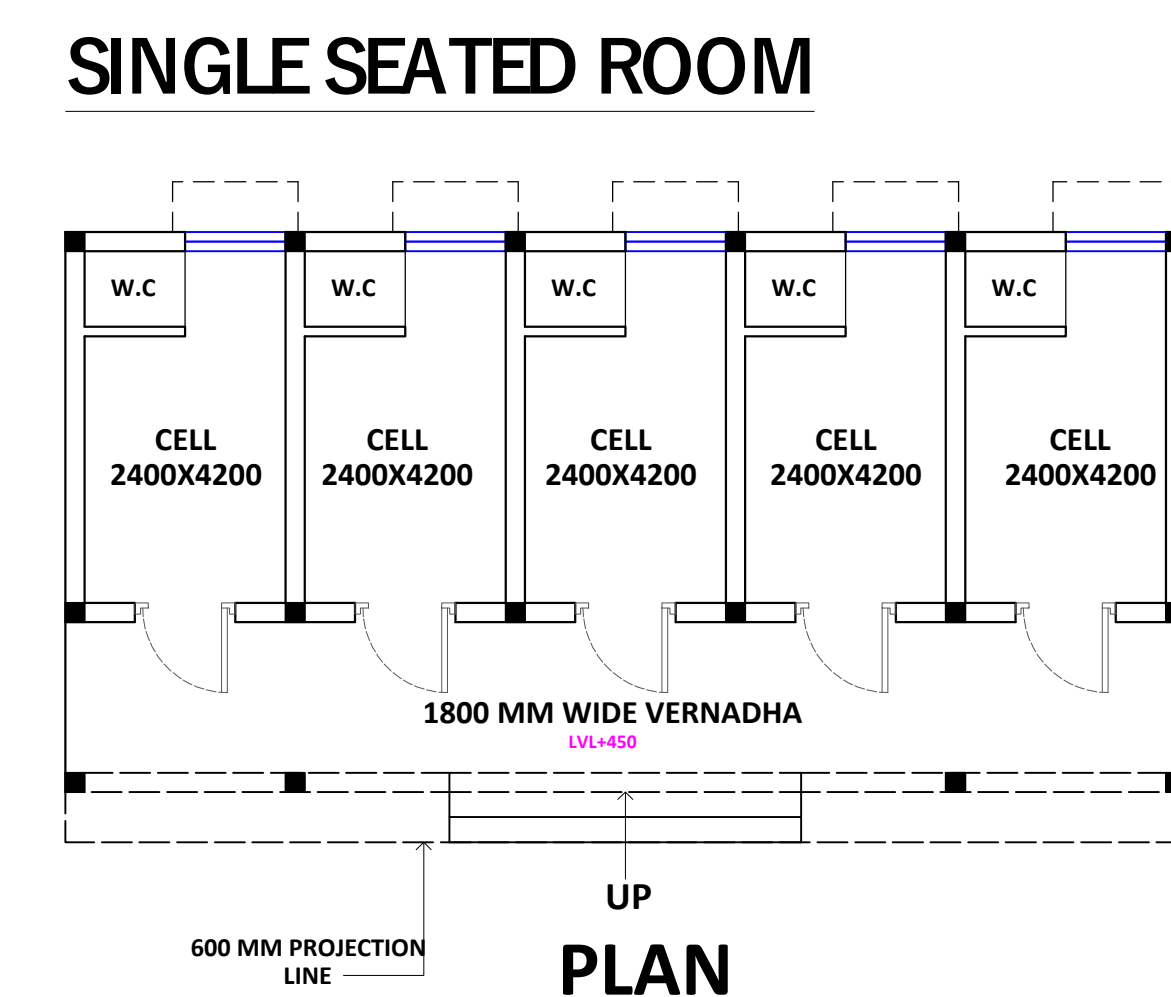 SINGLE SEATED ROOM
W.C
W.C
W.C
W.C
W.C
CELL
2400X4200
CELL
2400X4200
CELL
2400X4200
CELL
2400X4200
CELL
2400X4200
1800 MM WIDE VERNADHA
LVL+450
UP
600 MM PROJECTION
LINE
PLAN